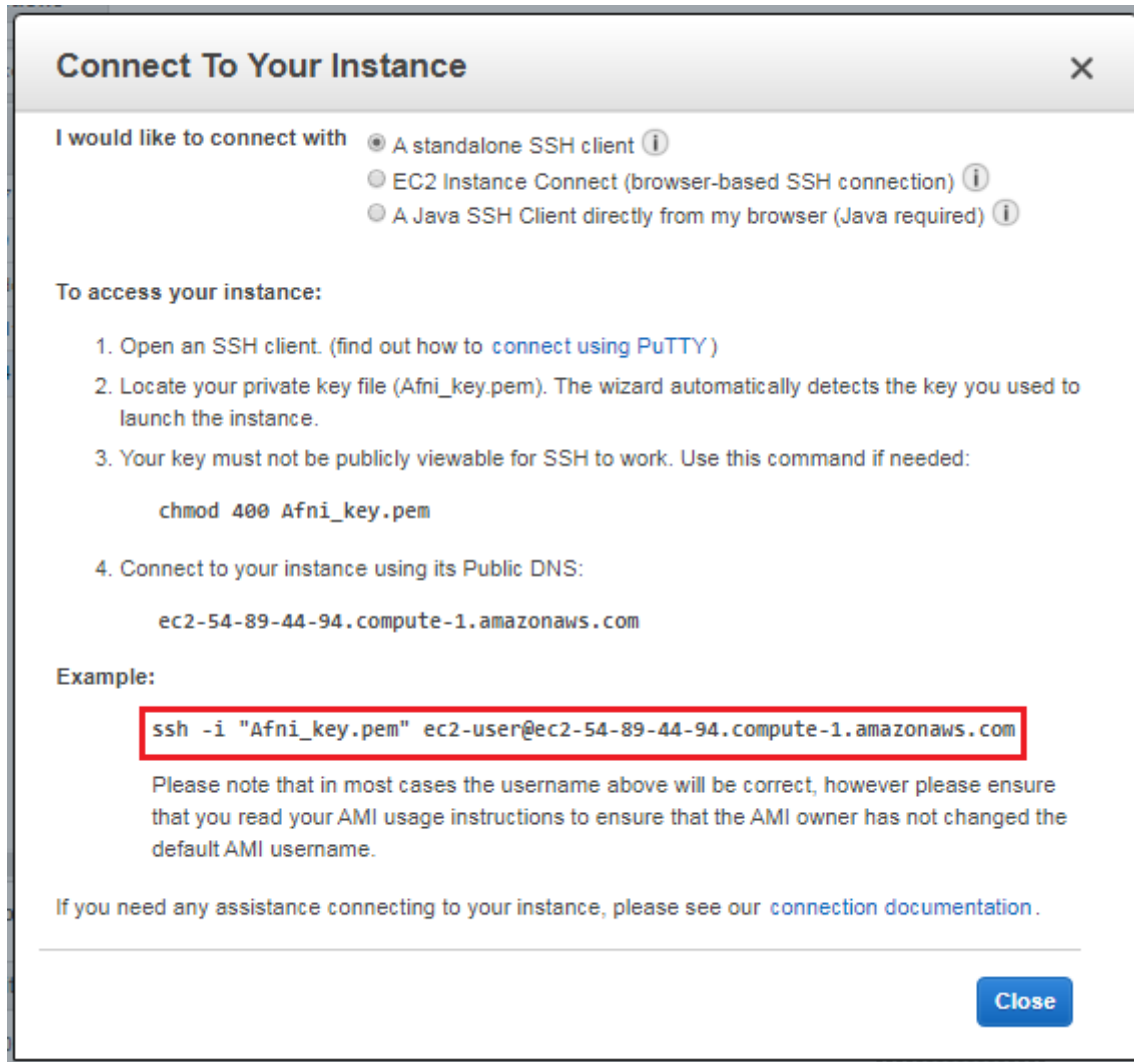 Connect To Your Instance
I would like to connect with
A standalone SSH client
EC2 Instance Connect (browser-based SSH connection)
A Java SSH Client directly from my browser (Java required)
To access your instance:
1. Open an SSH client. (find out how to connect using PuTTY)
2. Locate your private key file (Afni_key.pem). The wizard automatically detects the key you used to
launch the instance.
3. Your key must not be publicly viewable for SSH to work. Use this command if needed:
chmod 400 Afni_key.pem
4. Connect to your instance using its Public DNS:
ec2-54-89-44-94.compute-1.amazonaws.com
Example:
ssh -i "Afni_key.pem" ec2-user@ec2-54-89-44-94.compute-1.amazonaws.com
Please note that in most cases the username above will be correct, however please ensure
that you read your AMI usage instructions to ensure that the AMI owner has not changed the
default AMI username.
If you need any assistance connecting to your instance, please see our connection documentation.
Close